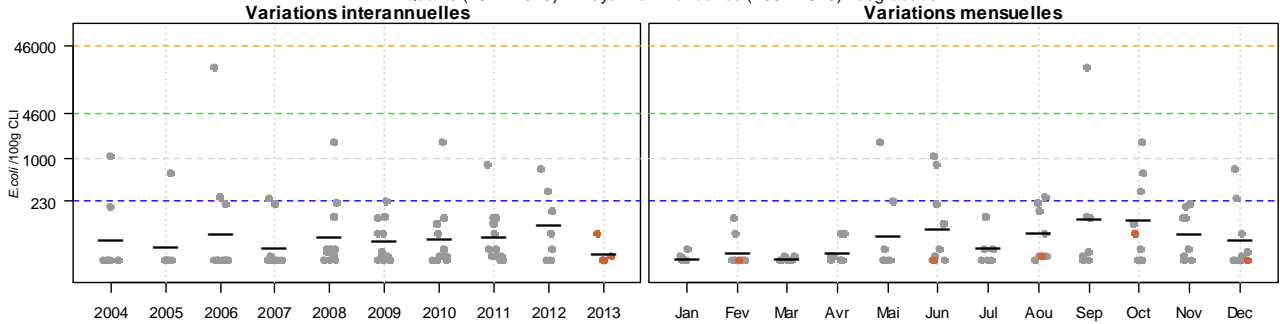 Variations interannuelles
Variations mensuelles
46000
4600
1000
230
E.coli /100g CLI
2004 2005 2006 2007 2008 2009 2010 2011 2012 2013
Jan Fev Mar Avr Mai Jun Jul Aou Sep Oct Nov Dec